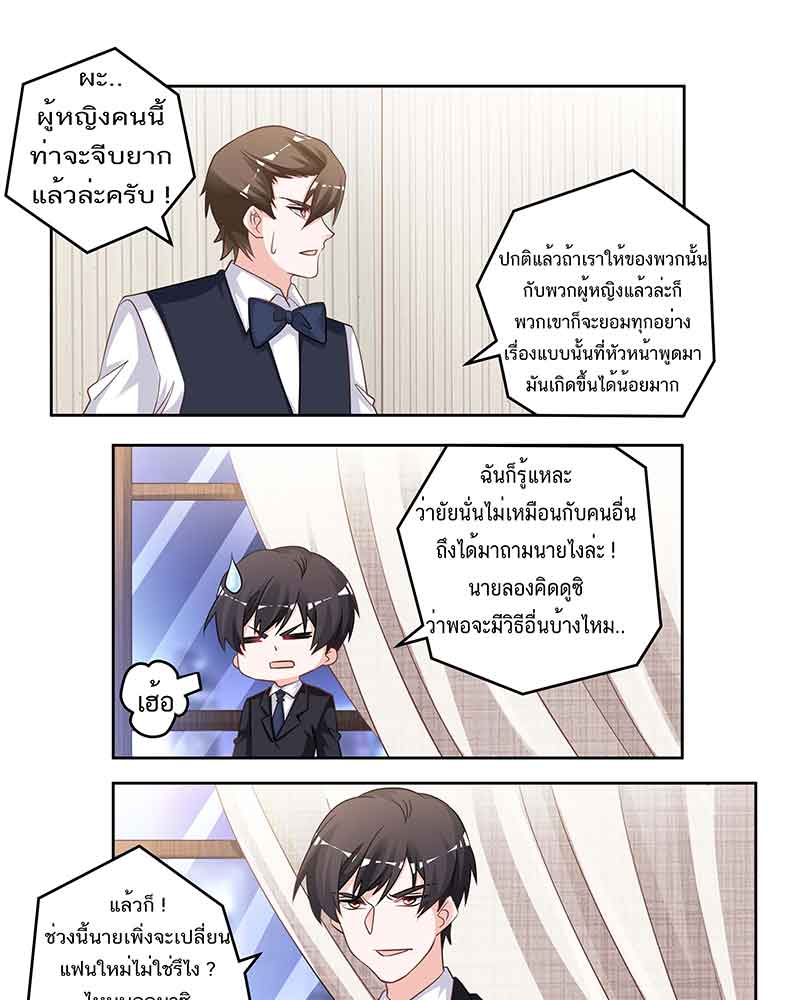 ผะ..
ผู้หญิงคนนี้
ท่าจะจีบยาก
แล้วล่ะครับ !
ปกติแล้วถ้าเราให้ของพวกนั้น
กับพวกผู้หญิงแล้วล่ะก็
พวกเขาก็จะยอมทุกอย่าง
เรื่องแบบนั้นที่หัวหน้าพูดมา
มันเกิดขึ้นได้น้อยมาก
ฉันก็รู้แหละ
ว่ายัยนั่นไม่เหมือนกับคนอื่น
ถึงได้มาถามนายไงล่ะ !
นายลองคิดดูซิ
ว่าพอจะมีวิธีอื่นบ้างไหม..
เฮ้อ
แล้วก็ !
ช่วงนี้นายเพิ่งจะเปลี่ยน
แฟนใหม่ไม่ใช่รึไง ?